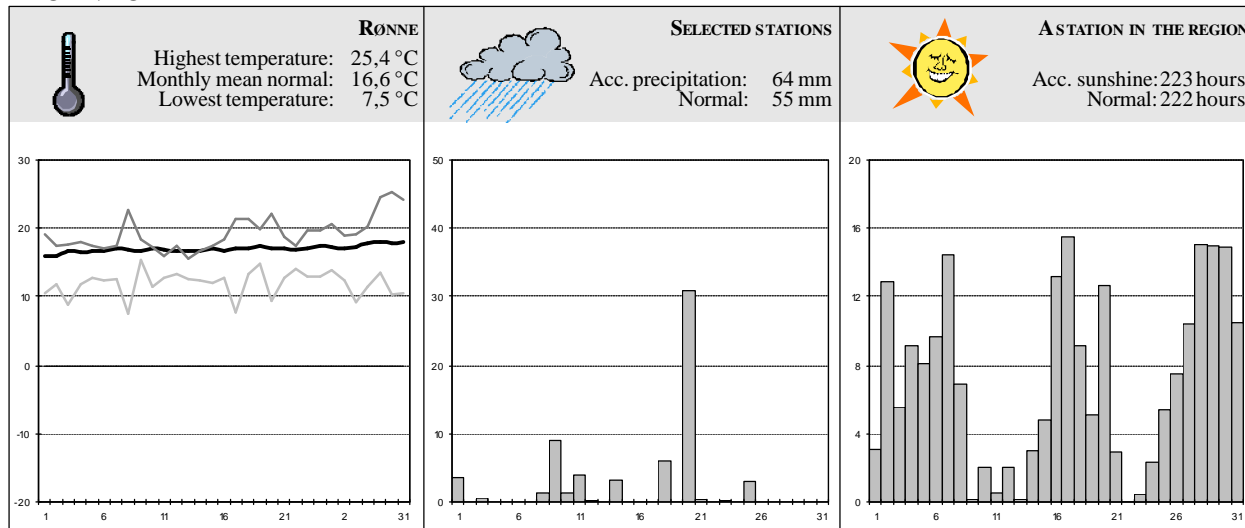 RØNNE
Highest temperature: 25,4 °C
Monthly mean normal: 16,6 °C
Lowest temperature: 7,5 °C
SELECTED STATIONS
Acc. precipitation: 64 mm
Normal: 55 mm
A STATION IN THE REGION
Acc. sunshine: 223 hours
Normal: 222 hours
30
20
10
0
-10
-20
1 6 11 16 21 2 31
50
40
30
20
10
0
1 6 11 16 21 26 31
20
16
12
8
4
0
1 6 11 16 21 26 31